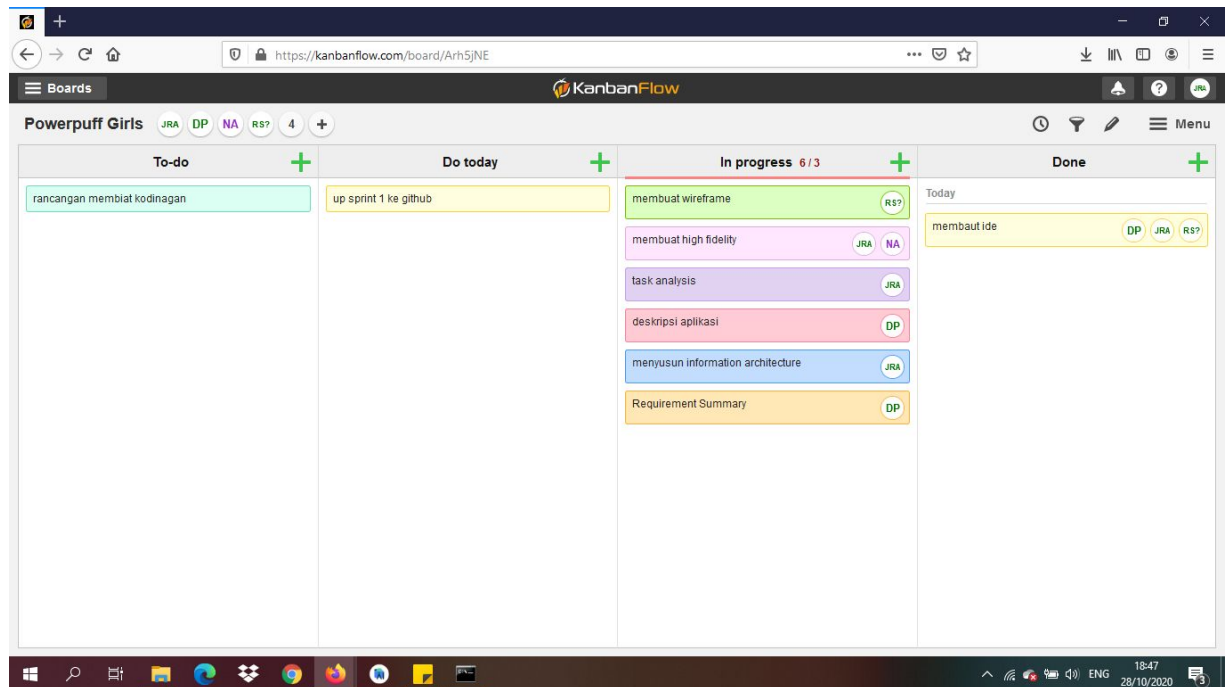 https://kanbanflow.com/board/Arh5jNE
Boards
KanbanFlow
JRA
Powerpuff Girls JRA DP NA RS? 4 +
Menu
To-do
Do today
In progress 6 / 3
Done
rancangan membiat kodinagan
up sprint 1 ke github
membuat wireframe RS?
membuat high fidelity JRA NA
task analysis JRA
deskripsi aplikasi DP
menyusun information architecture JRA
Requirement Summary DP
Today
membaut ide DP JRA RS?
ENG
18:47
28/10/2020
3